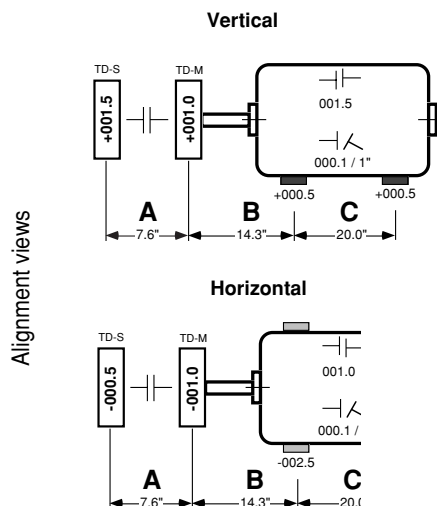 Vertical
TD-S
TD-M
+001.5
+001.0
001.5
000.1 / 1"
+000.5
+000.5
A
B
C
7.6"
14.3"
20.0"
Alignment views
Horizontal
TD-S
TD-M
-000.5
-001.0
001.0
000.1 /
-002.5
A
B
C
7.6"
14.3"